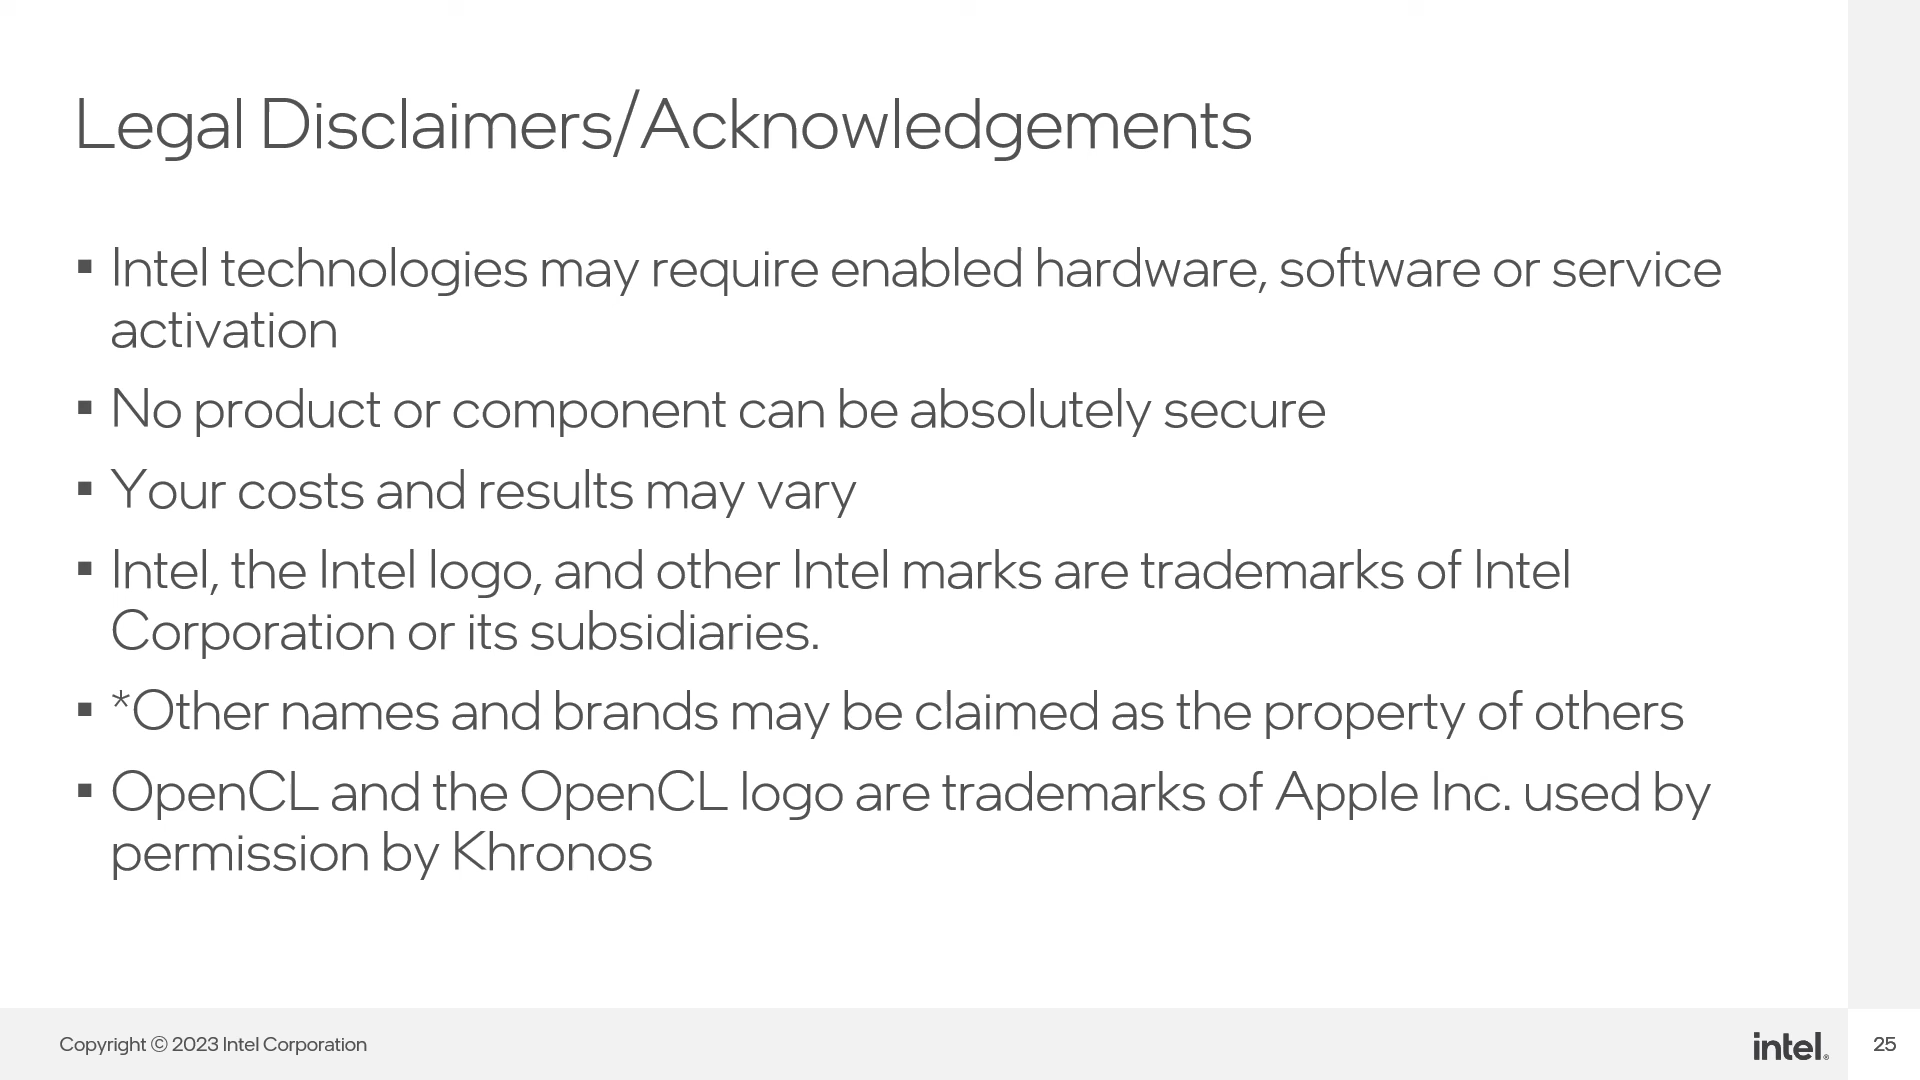 Legal Disclaimers/Acknowledgements
▪ Intel technologies may require enabled hardware, software or service
activation
▪ No product or component can be absolutely secure
▪ Your costs and results may vary
▪ Intel, the Intel logo, and other Intel marks are trademarks of Intel
Corporation or its subsidiaries.
▪ *Other names and brands may be claimed as the property of others
▪ OpenCL and the OpenCL logo are trademarks of Apple Inc. used by
permission by Khronos
Copyright © 2023 Intel Corporation
intel®
25